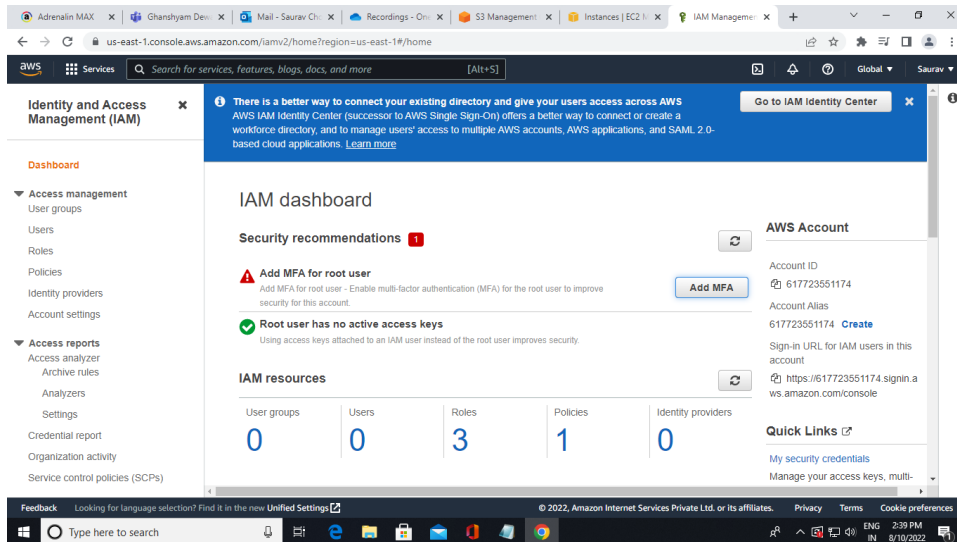 Adrenalin MAX
Ghanshyam Dew
Mail - Saurav Cho
Recordings - On
S3 Management
Instances | EC2 M
IAM Managemen
us-east-1.console.aws.amazon.com/iamv2/home?region=us-east-1#/home
aws
Services
Search for services, features, blogs, docs, and more
[Alt+S]
Global
Saurav
Identity and Access
Management (IAM)
Dashboard
Access management
User groups
Users
Roles
Policies
Identity providers
Account settings
Access reports
Access analyzer
Archive rules
Analyzers
Settings
Credential report
Organization activity
Service control policies (SCPs)
There is a better way to connect your existing directory and give your users access across AWS
AWS IAM Identity Center (successor to AWS Single Sign-On) offers a better way to connect or create a
workforce directory, and to manage users' access to multiple AWS accounts, AWS applications, and SAML 2.0-
based cloud applications. Learn more
Go to IAM Identity Center
IAM dashboard
Security recommendations 1
Add MFA for root user
Add MFA for root user - Enable multi-factor authentication (MFA) for the root user to improve
security for this account.
Add MFA
Root user has no active access keys
Using access keys attached to an IAM user instead of the root user improves security.
IAM resources
User groups
0
Users
0
Roles
3
Policies
1
Identity providers
0
AWS Account
Account ID
617723551174
Account Alias
617723551174 Create
Sign-in URL for IAM users in this
account
https://617723551174.signin.a
ws.amazon.com/console
Quick Links
My security credentials
Manage your access keys, multi-
Feedback
Looking for language selection? Find it in the new Unified Settings
© 2022, Amazon Internet Services Private Ltd. or its affiliates.
Privacy
Terms
Cookie preferences
Type here to search
ENG
IN
2:39 PM
8/10/2022